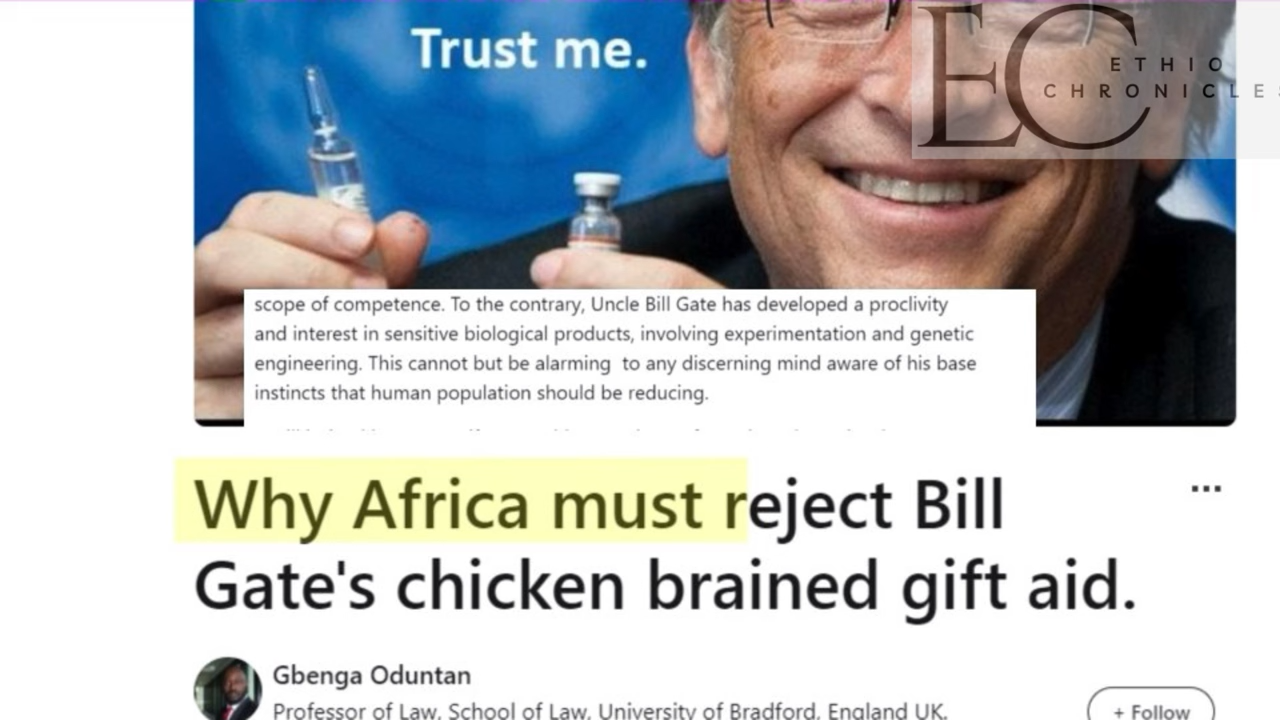 Trust me.
EC
ETHIO
CHRONICLES
scope of competence. To the contrary, Uncle Bill Gate has developed a proclivity
and interest in sensitive biological products, involving experimentation and genetic
engineering. This cannot but be alarming to any discerning mind aware of his base
instincts that human population should be reducing.
Why Africa must reject Bill
Gate's chicken brained gift aid.
...
Gbenga Oduntan
Professor of Law, School of Law, University of Bradford, England UK.
+ Follow